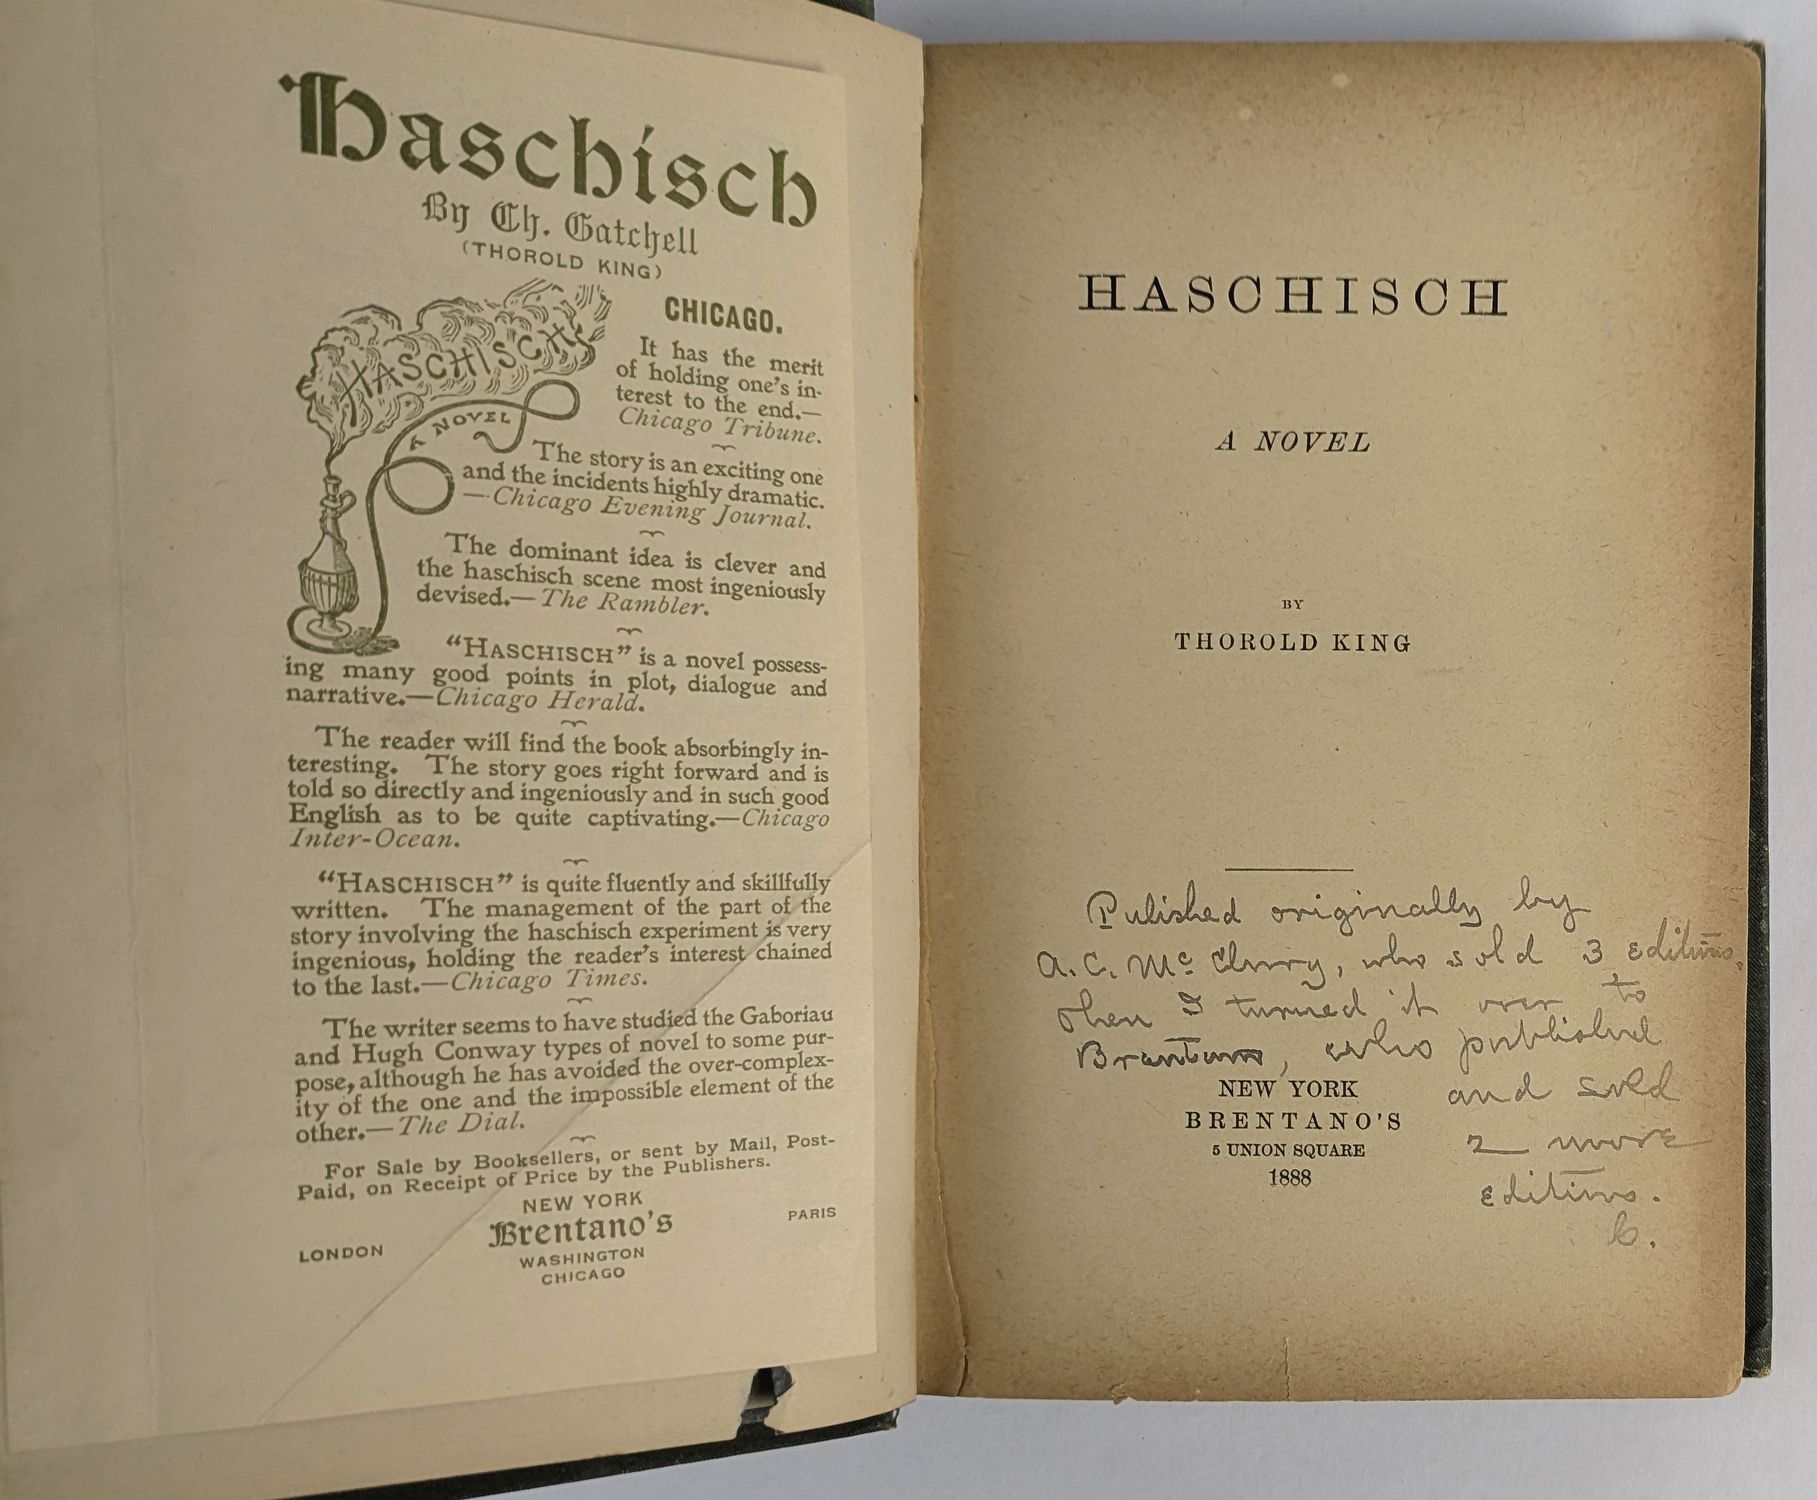 Haschisch
By Ch. Gatchell
(THOROLD KING)
HASCHISCH
A NOVEL
CHICAGO.
It has the merit
of holding one's in-
terest to the end.—
Chicago Tribune.
The story is an exciting one
and the incidents highly dramatic.
—Chicago Evening Journal.
The dominant idea is clever and
the haschisch scene most ingeniously
devised.—The Rambler.
"HASCHISCH" is a novel possess-
ing many good points in plot, dialogue and
narrative.—Chicago Herald.
The reader will find the book absorbingly in-
teresting. The story goes right forward and is
told so directly and ingeniously and in such good
English as to be quite captivating.—Chicago
Inter-Ocean.
"HASCHISCH" is quite fluently and skillfully
written. The management of the part of the
story involving the haschisch experiment is very
ingenious, holding the reader's interest chained
to the last.—Chicago Times.
The writer seems to have studied the Gaboriau
and Hugh Conway types of novel to some pur-
pose, although he has avoided the over-complex-
ity of the one and the impossible element of the
other.—The Dial.
For Sale by Booksellers, or sent by Mail, Post-
Paid, on Receipt of Price by the Publishers.
NEW YORK
Brentano's
LONDON WASHINGTON PARIS
CHICAGO
HASCHISCH
A NOVEL
BY
THOROLD KING
Pulished originally by
A. C. McClurg, who sold 3 editions.
Then I turned it over to
Brentanos, who published
and sold
2 more
editions.
C.
NEW YORK
BRENTANO'S
5 UNION SQUARE
1888